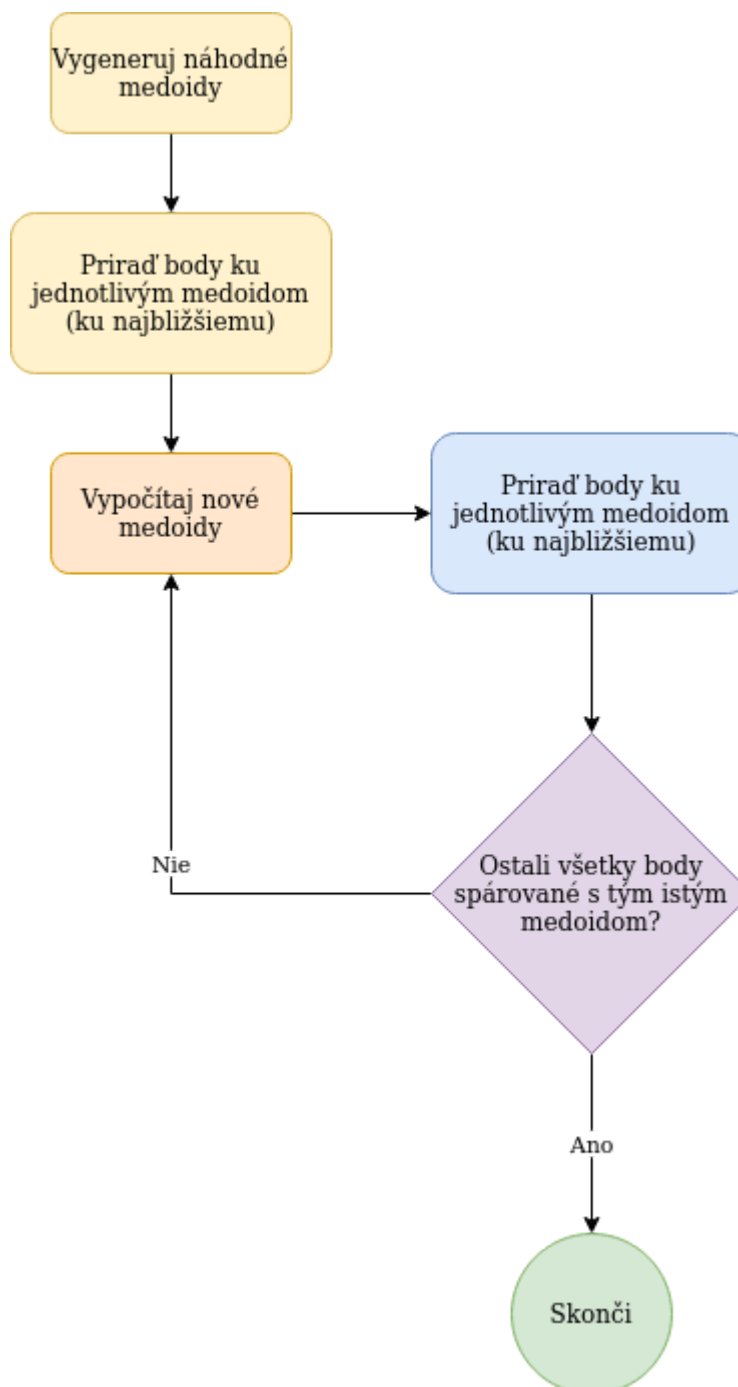 Vygeneruj náhodné
medoidy
Priraď body ku
jednotlivým medoidom
(ku najbližšiemu)
Vypočítaj nové
medoidy
Priraď body ku
jednotlivým medoidom
(ku najbližšiemu)
Ostali všetky body
spárované s tým istým
medoidom?
Nie
Ano
Skonči